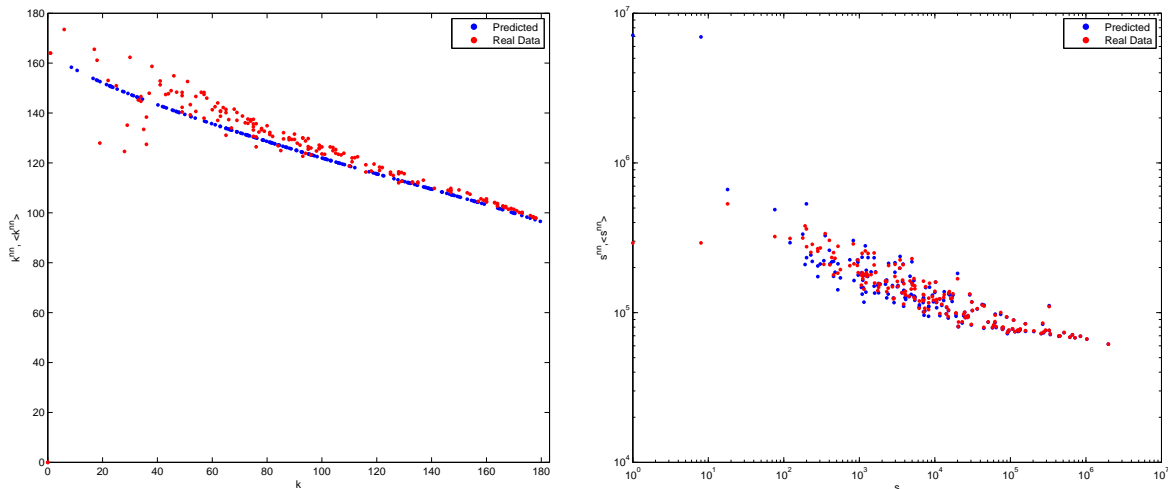 180
160
140
120
100
80
60
40
20
0
k^nn, <k^nn>
0 20 40 60 80 100 120 140 160 180
k
Predicted
Real Data
10^7
10^6
10^5
10^4
s^nn,<s^nn>
10^0 10^1 10^2 10^3 10^4 10^5 10^6 10^7
s
Predicted
Real Data